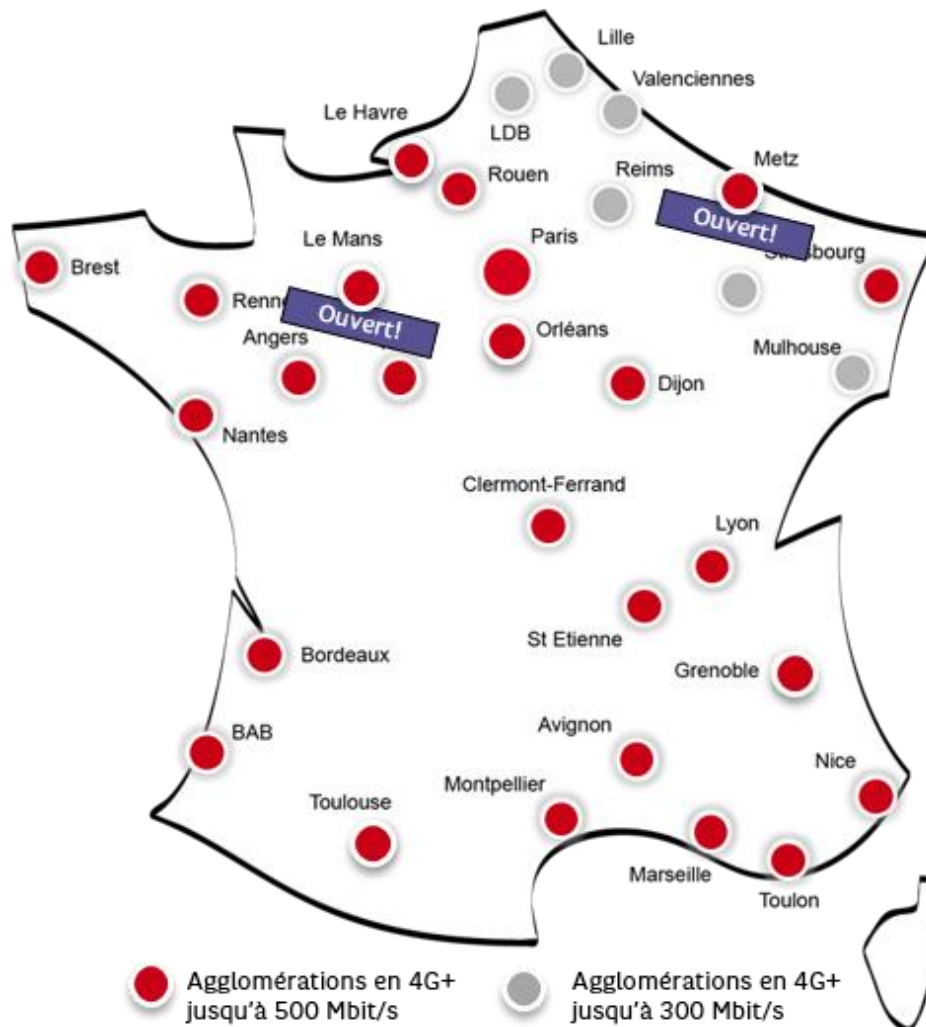 Lille
Valenciennes
Le Havre
LDB
Metz
Reims
Rouen
Ouvert!
Paris
Le Mans
Brest
bourg
Renne
Ouvert!
Orléans
Angers
Mulhouse
Dijon
Nantes
Clermont-Ferrand
Lyon
St Etienne
Bordeaux
Grenoble
Avignon
BAB
Nice
Montpellier
Toulouse
Marseille
Toulon
Agglomérations en 4G+
jusqu'à 500 Mbit/s
Agglomérations en 4G+
jusqu'à 300 Mbit/s